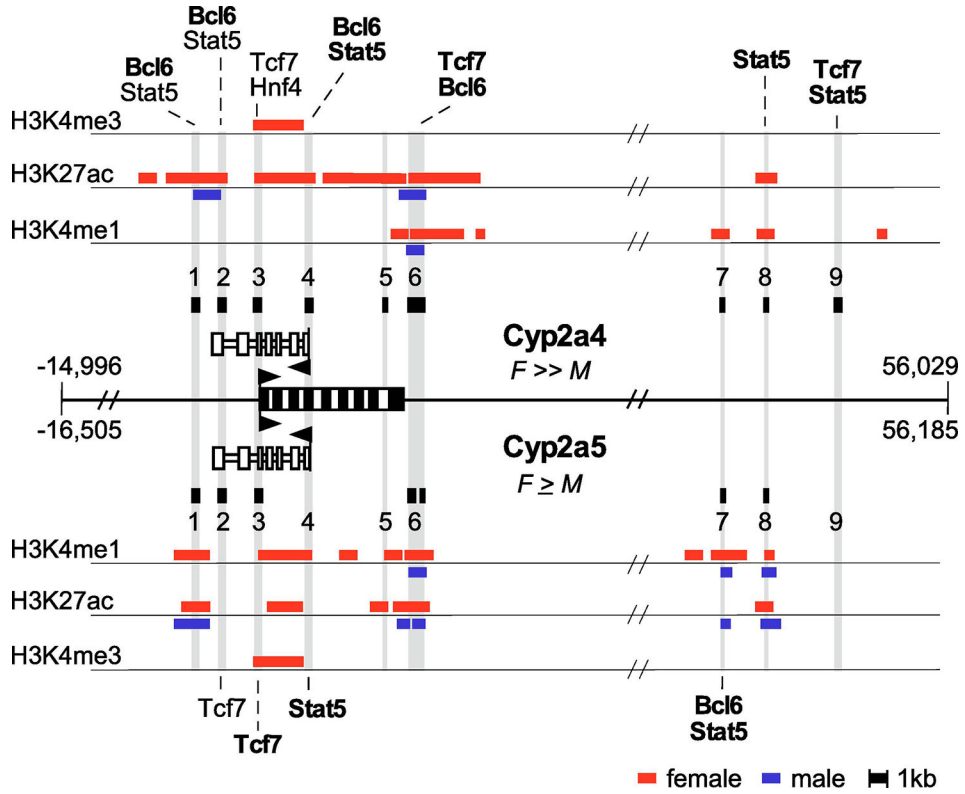 Bcl6
Stat5
Bcl6
Stat5
Tcf7
Hnf4
Bcl6
Stat5
Tcf7
Bcl6
Stat5
Tcf7
Stat5
H3K4me3
H3K27ac
H3K4me1
1 2 3 4 5 6 7 8 9
Cyp2a4
F >> M
-14,996
56,029
-16,505
56,185
Cyp2a5
F ≥ M
1 2 3 4 5 6 7 8 9
H3K4me1
H3K27ac
H3K4me3
Tcf7
Tcf7
Stat5
Bcl6
Stat5
female male 1kb